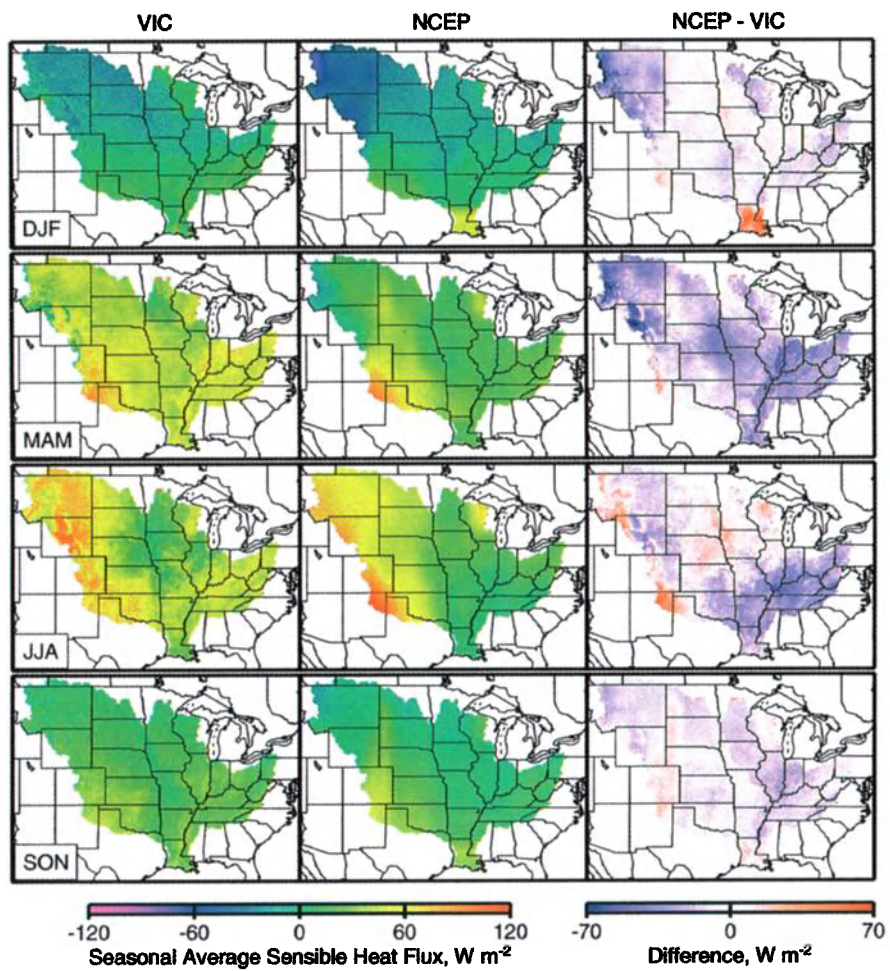 VIC NCEP NCEP - VIC
DJF
MAM
JJA
SON
-120 -60 0 60 120 -70 0 70
Seasonal Average Sensible Heat Flux, W m⁻² Difference, W m⁻²